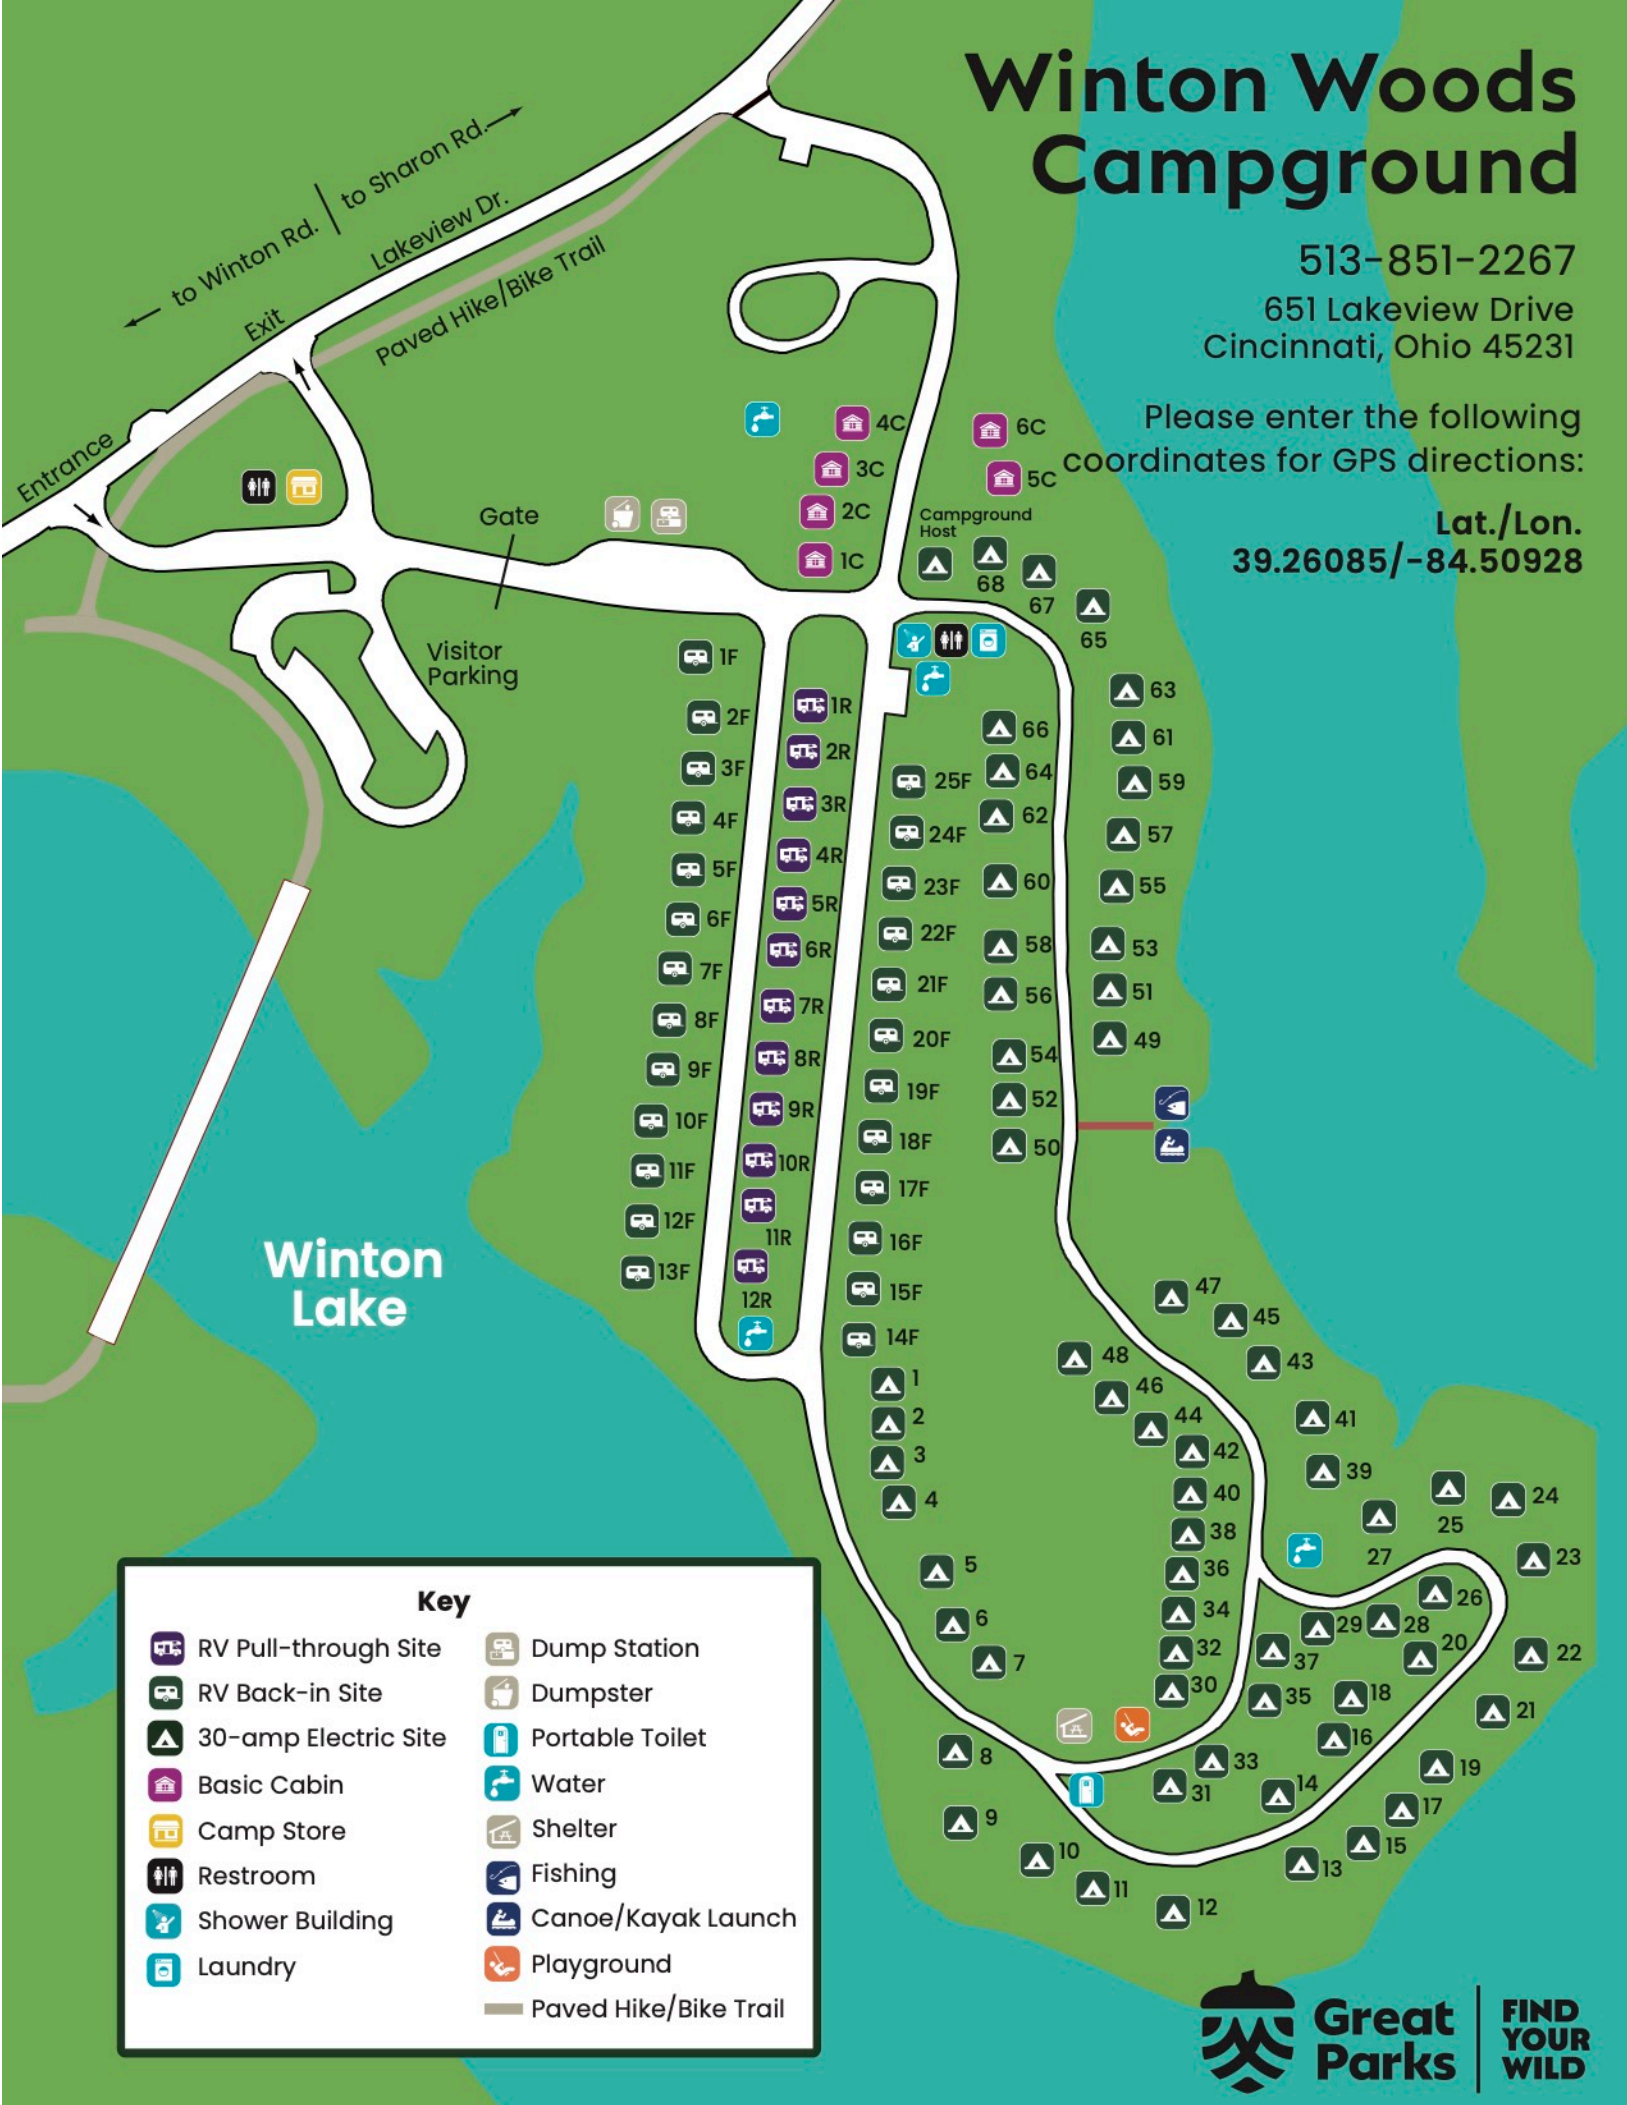 Winton Woods
Campground
513-851-2267
651 Lakeview Drive
Cincinnati, Ohio 45231
Please enter the following
coordinates for GPS directions:
Lat./Lon.
39.26085/-84.50928
to Winton Rd.
to Sharon Rd.
Lakeview Dr.
Paved Hike/Bike Trail
Exit
Entrance
Gate
Visitor
Parking
4C
3C
2C
1C
6C
5C
Campground
Host
68
67
65
1F
2F
3F
4F
5F
6F
7F
8F
9F
10F
11F
12F
13F
1R
2R
3R
4R
5R
6R
7R
8R
9R
10R
11R
12R
25F
24F
23F
22F
21F
20F
19F
18F
17F
16F
15F
14F
66
64
62
60
58
56
54
52
50
63
61
59
57
55
53
51
49
Winton
Lake
1
2
3
4
5
6
7
8
9
10
11
12
47
45
43
41
39
48
46
44
42
40
38
36
34
32
30
27
25
24
23
22
21
19
17
15
13
26
28
29
37
20
35
18
16
33
14
31
Key
RV Pull-through Site
RV Back-in Site
30-amp Electric Site
Basic Cabin
Camp Store
Restroom
Shower Building
Laundry
Dump Station
Dumpster
Portable Toilet
Water
Shelter
Fishing
Canoe/Kayak Launch
Playground
Paved Hike/Bike Trail
Great
Parks
FIND
YOUR
WILD